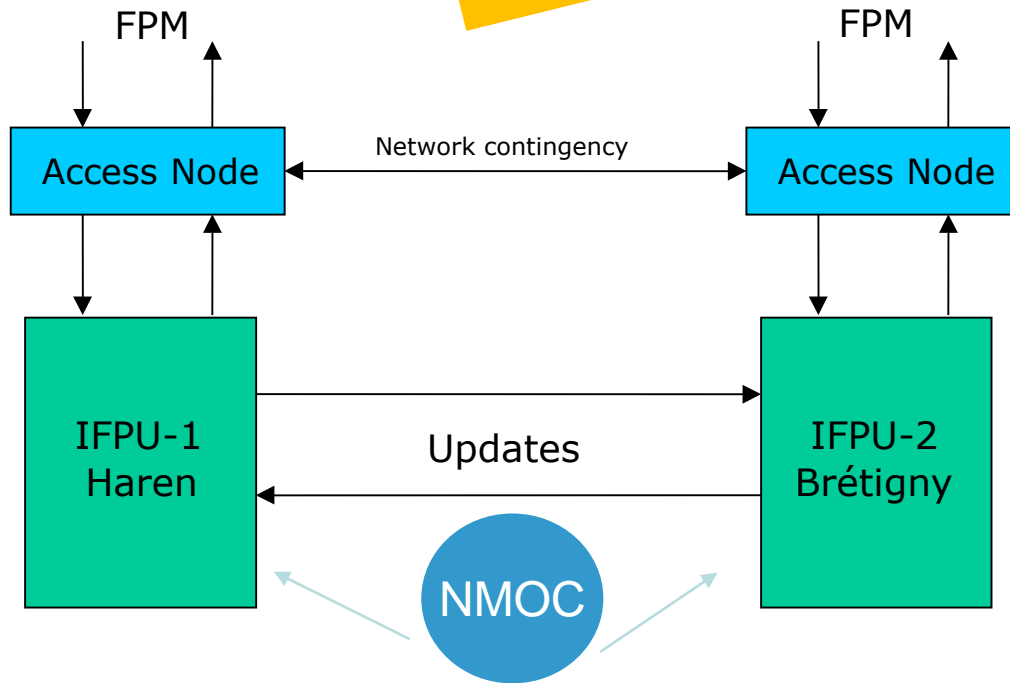 FPM
FPM
Access Node
Network contingency
Access Node
IFPU-1
Haren
Updates
IFPU-2
Brétigny
NMOC